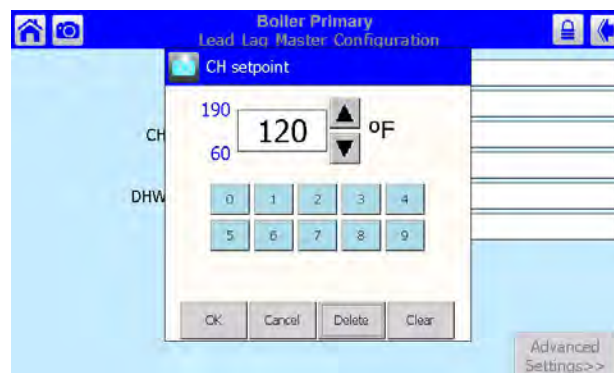 Boiler Primary
Lead Lag Master Configuration
CH setpoint
190
120
°F
60
CH
DHW
0 1 2 3 4
5 6 7 8 9
OK Cancel Delete Clear
Advanced
Settings>>